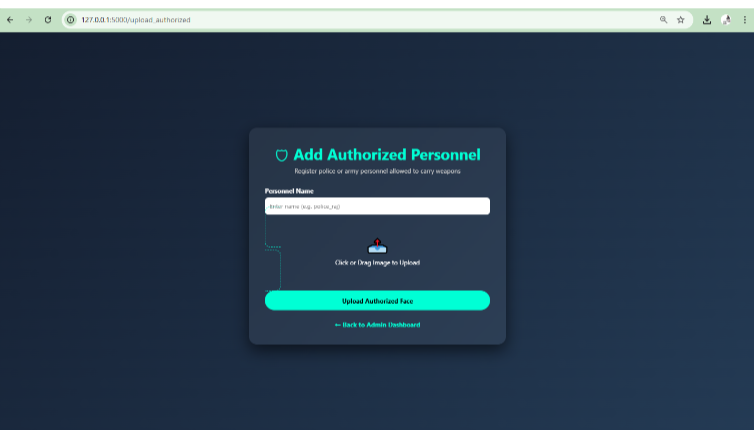 127.0.0.1:5000/upload_authorized
Add Authorized Personnel
Register police or army personnel allowed to carry weapons
Personnel Name
Enter name (e.g. police_raj)
Click or Drag Image to Upload
Upload Authorized Face
← Back to Admin Dashboard